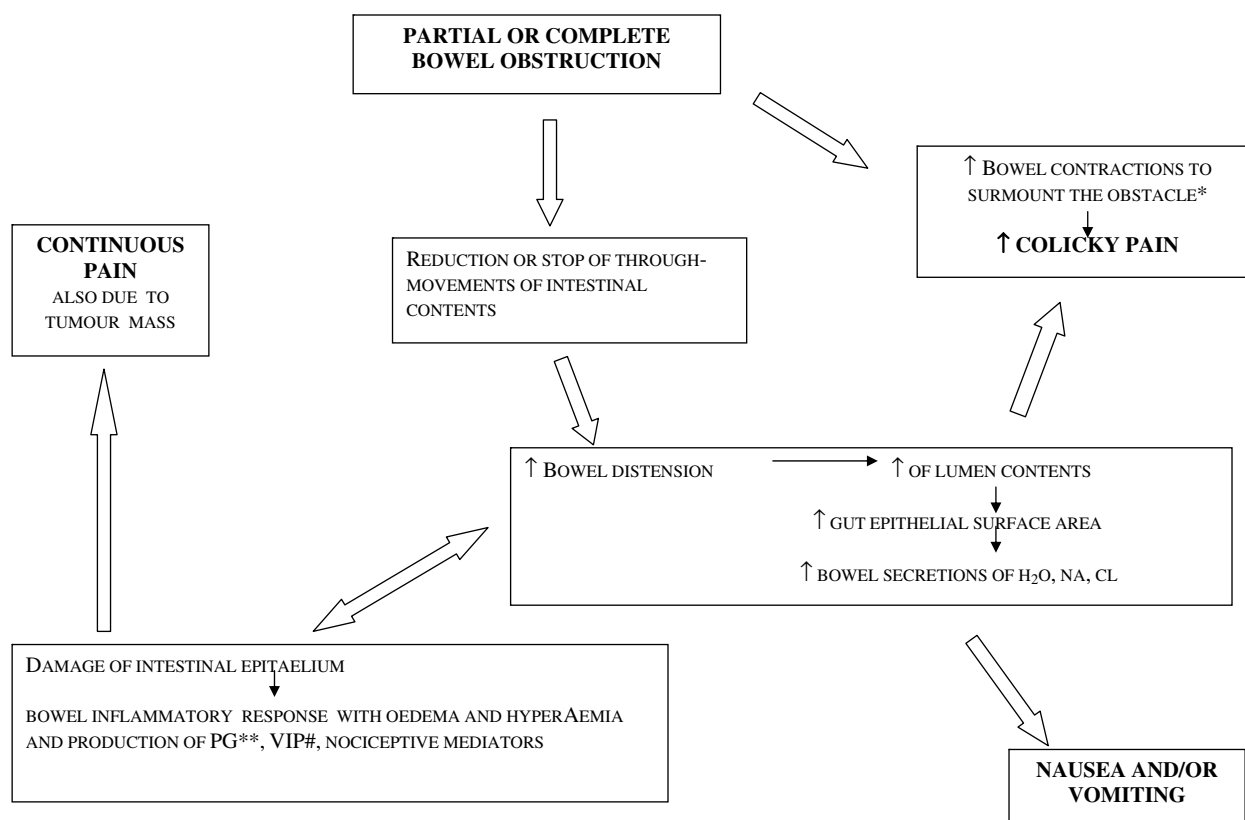 PARTIAL OR COMPLETE
BOWEL OBSTRUCTION
↑ BOWEL CONTRACTIONS TO
SURMOUNT THE OBSTACLE*
↑ COLICKY PAIN
CONTINUOUS
PAIN
ALSO DUE TO
TUMOUR MASS
REDUCTION OR STOP OF THROUGH-
MOVEMENTS OF INTESTINAL
CONTENTS
↑ BOWEL DISTENSION
↑ OF LUMEN CONTENTS
↑ GUT EPITHELIAL SURFACE AREA
↑ BOWEL SECRETIONS OF H₂O, NA, CL
DAMAGE OF INTESTINAL EPITAELIUM
BOWEL INFLAMMATORY RESPONSE WITH OEDEMA AND HYPERAEMIA
AND PRODUCTION OF PG**, VIP#, NOCICEPTIVE MEDIATORS
NAUSEA AND/OR
VOMITING